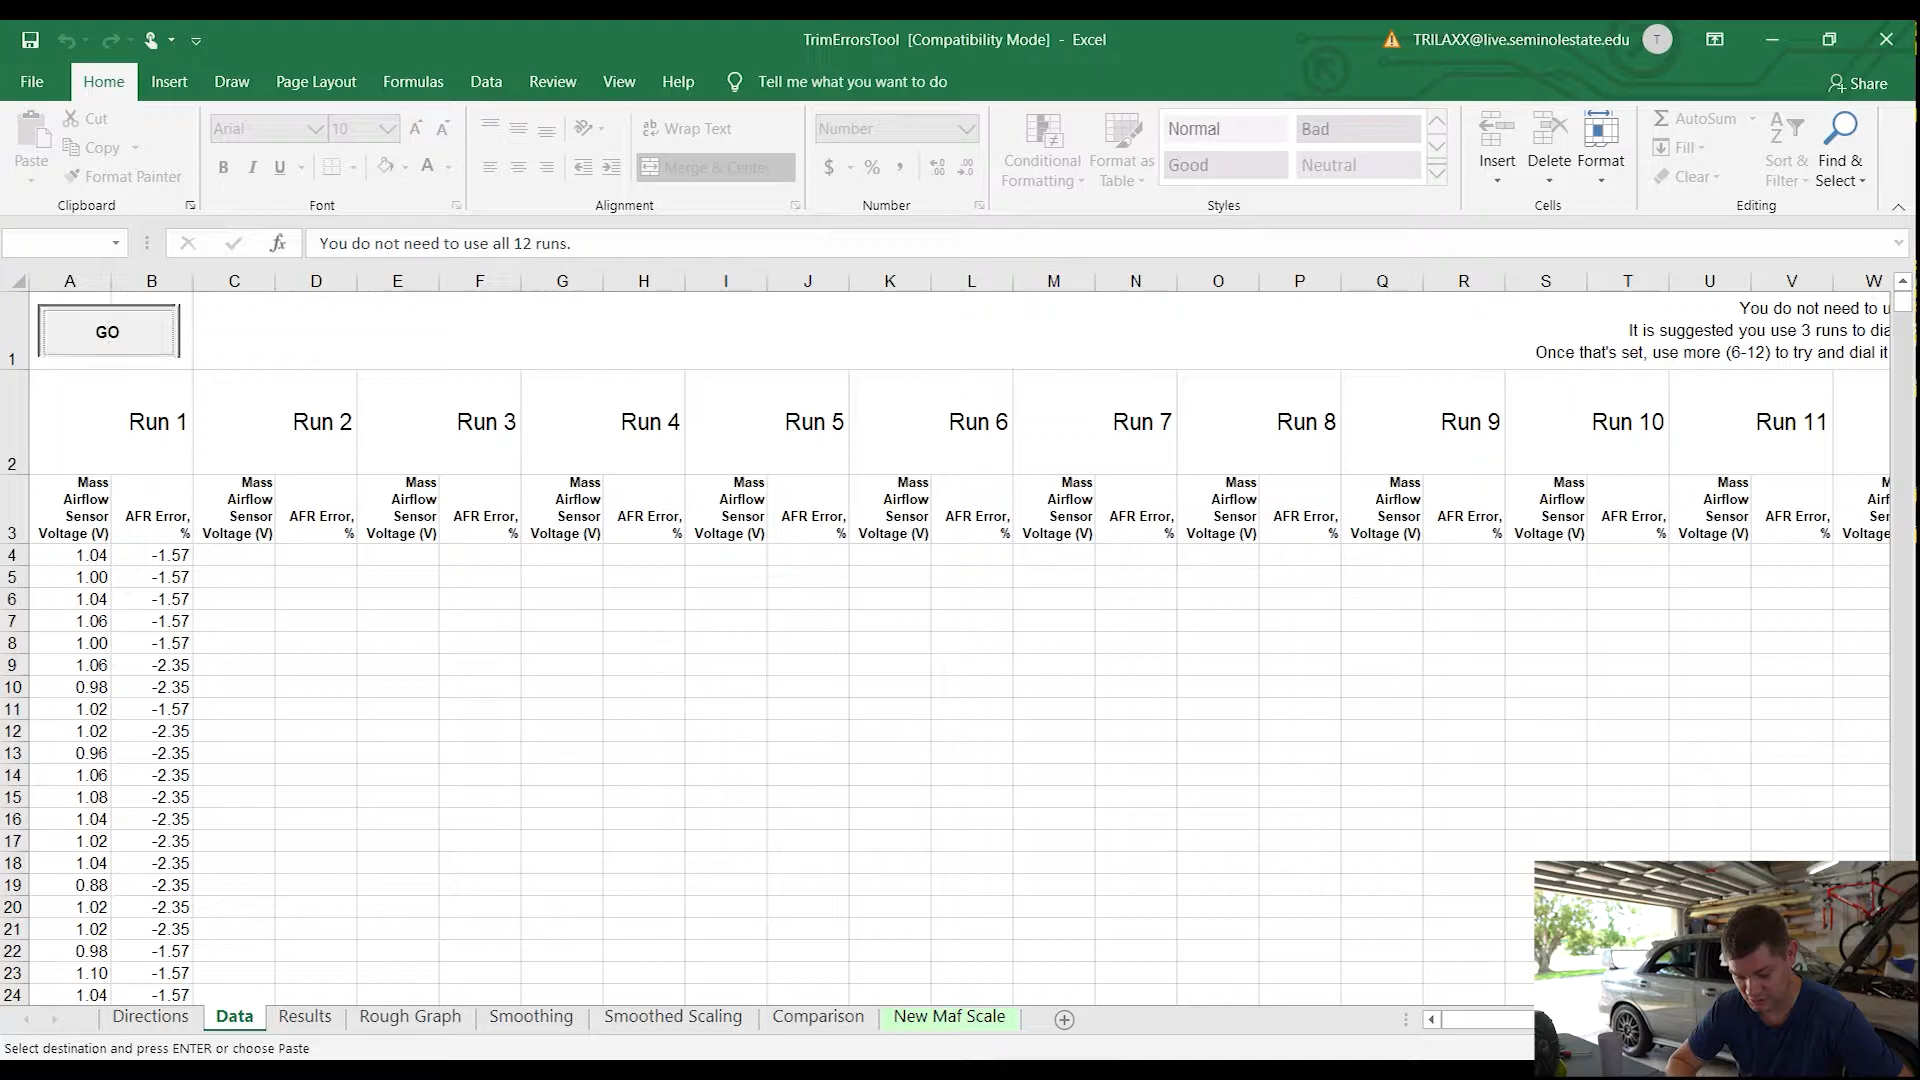 TrimErrorsTool [Compatibility Mode] - Excel
TRILAXX@live.seminolestate.edu
T
File Home Insert Draw Page Layout Formulas Data Review View Help Tell me what you want to do
Share
Paste
Cut
Copy
Format Painter
Clipboard
Arial 10
B I U
Font
Wrap Text
Merge & Center
Alignment
Number
$ % ,
Number
Conditional Formatting
Format as Table
Normal Bad
Good Neutral
Styles
Insert Delete Format
Cells
AutoSum
Fill
Clear
Sort & Filter
Find & Select
Editing
fx You do not need to use all 12 runs.
A B C D E F G H I J K L M N O P Q R S T U V W
GO
You do not need to u
It is suggested you use 3 runs to dia
1 Once that's set, use more (6-12) to try and dial it
2 Run 1 Run 2 Run 3 Run 4 Run 5 Run 6 Run 7 Run 8 Run 9 Run 10 Run 11
Mass Mass Mass Mass Mass Mass Mass Mass Mass Mass Mass M
Airflow Airflow Airflow Airflow Airflow Airflow Airflow Airflow Airflow Airflow Airflow Airf
Sensor AFR Error, Sensor AFR Error, Sensor AFR Error, Sensor AFR Error, Sensor AFR Error, Sensor AFR Error, Sensor AFR Error, Sensor AFR Error, Sensor AFR Error, Sensor AFR Error, Sensor AFR Error, Ser
3 Voltage (V) % Voltage (V) % Voltage (V) % Voltage (V) % Voltage (V) % Voltage (V) % Voltage (V) % Voltage (V) % Voltage (V) % Voltage (V) % Voltage (V) % Voltage
4 1.04 -1.57
5 1.00 -1.57
6 1.04 -1.57
7 1.06 -1.57
8 1.00 -1.57
9 1.06 -2.35
10 0.98 -2.35
11 1.02 -1.57
12 1.02 -2.35
13 0.96 -2.35
14 1.06 -2.35
15 1.08 -2.35
16 1.04 -2.35
17 1.02 -2.35
18 1.04 -2.35
19 0.88 -2.35
20 1.02 -2.35
21 1.02 -2.35
22 0.98 -1.57
23 1.10 -1.57
24 1.04 -1.57
Directions Data Results Rough Graph Smoothing Smoothed Scaling Comparison New Maf Scale
Select destination and press ENTER or choose Paste